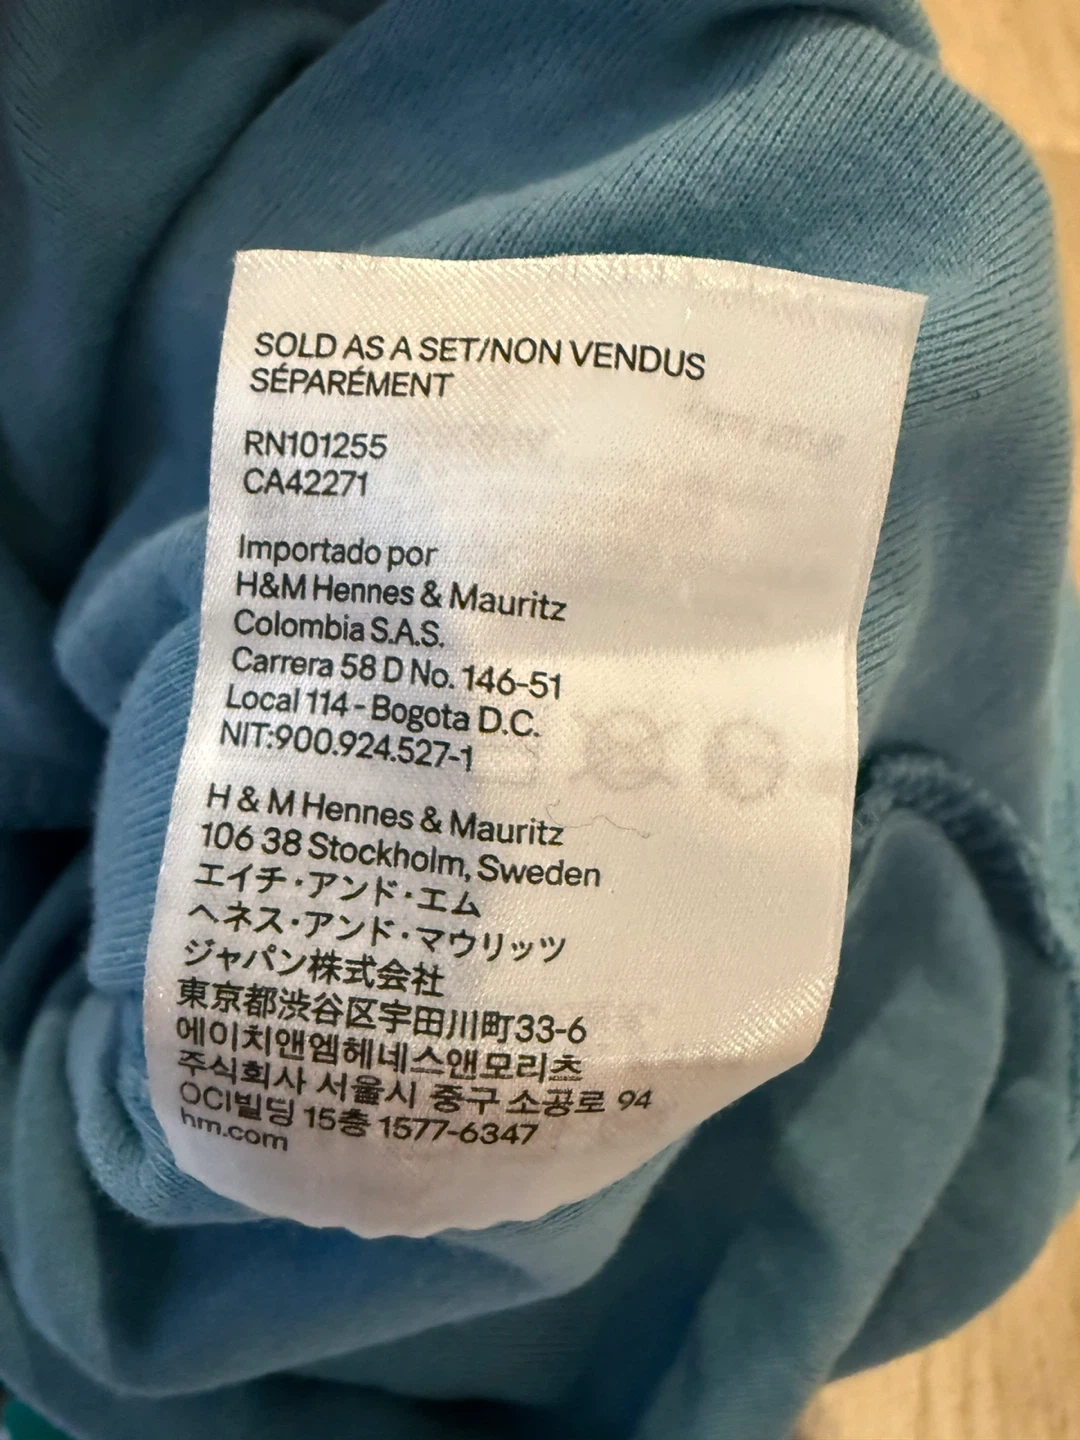 SOLD AS A SET/NON VENDUS
SÉPARÉMENT
RN101255
CA42271
Importado por
H&M Hennes & Mauritz
Colombia S.A.S.
Carrera 58 D No. 146-51
Local 114 - Bogota D.C.
NIT:900.924.527-1
H & M Hennes & Mauritz
106 38 Stockholm, Sweden
エイチ・アンド・エム
ヘネス・アンド・マウリッツ
ジャパン株式会社
東京都渋谷区宇田川町33-6
에이치앤엠헤네스앤모리츠
주식회사 서울시 중구 소공로 94
OCI빌딩 15층 1577-6347
hm.com